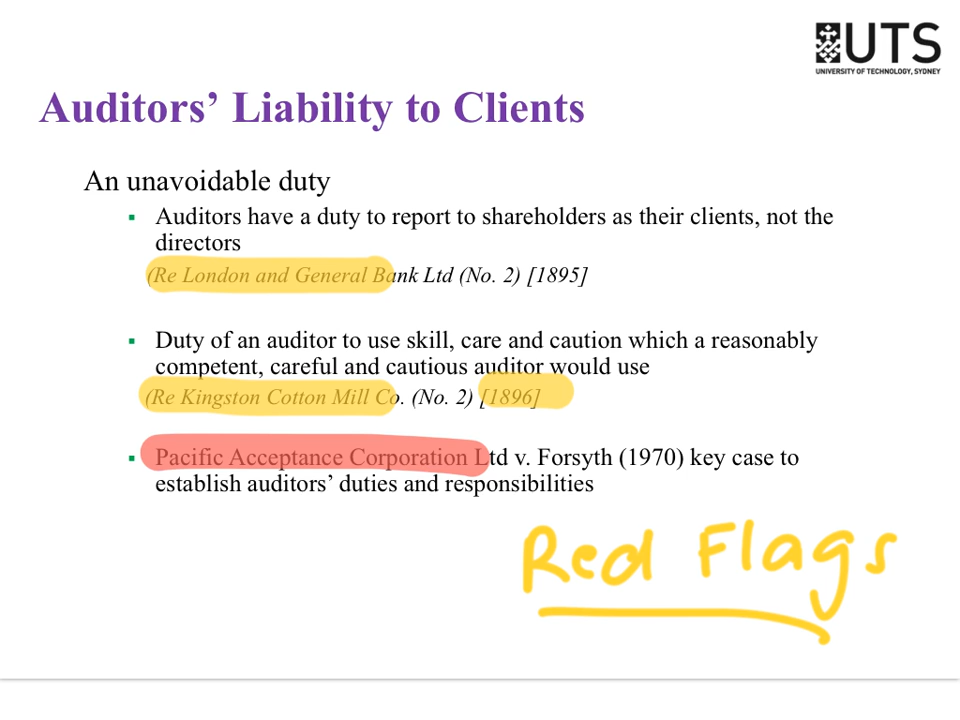 UTS
UNIVERSITY OF TECHNOLOGY, SYDNEY
Auditors’ Liability to Clients
An unavoidable duty
▪ Auditors have a duty to report to shareholders as their clients, not the
directors
(Re London and General Bank Ltd (No. 2) [1895]
▪ Duty of an auditor to use skill, care and caution which a reasonably
competent, careful and cautious auditor would use
(Re Kingston Cotton Mill Co. (No. 2) [1896]
▪ Pacific Acceptance Corporation Ltd v. Forsyth (1970) key case to
establish auditors’ duties and responsibilities
Red Flags